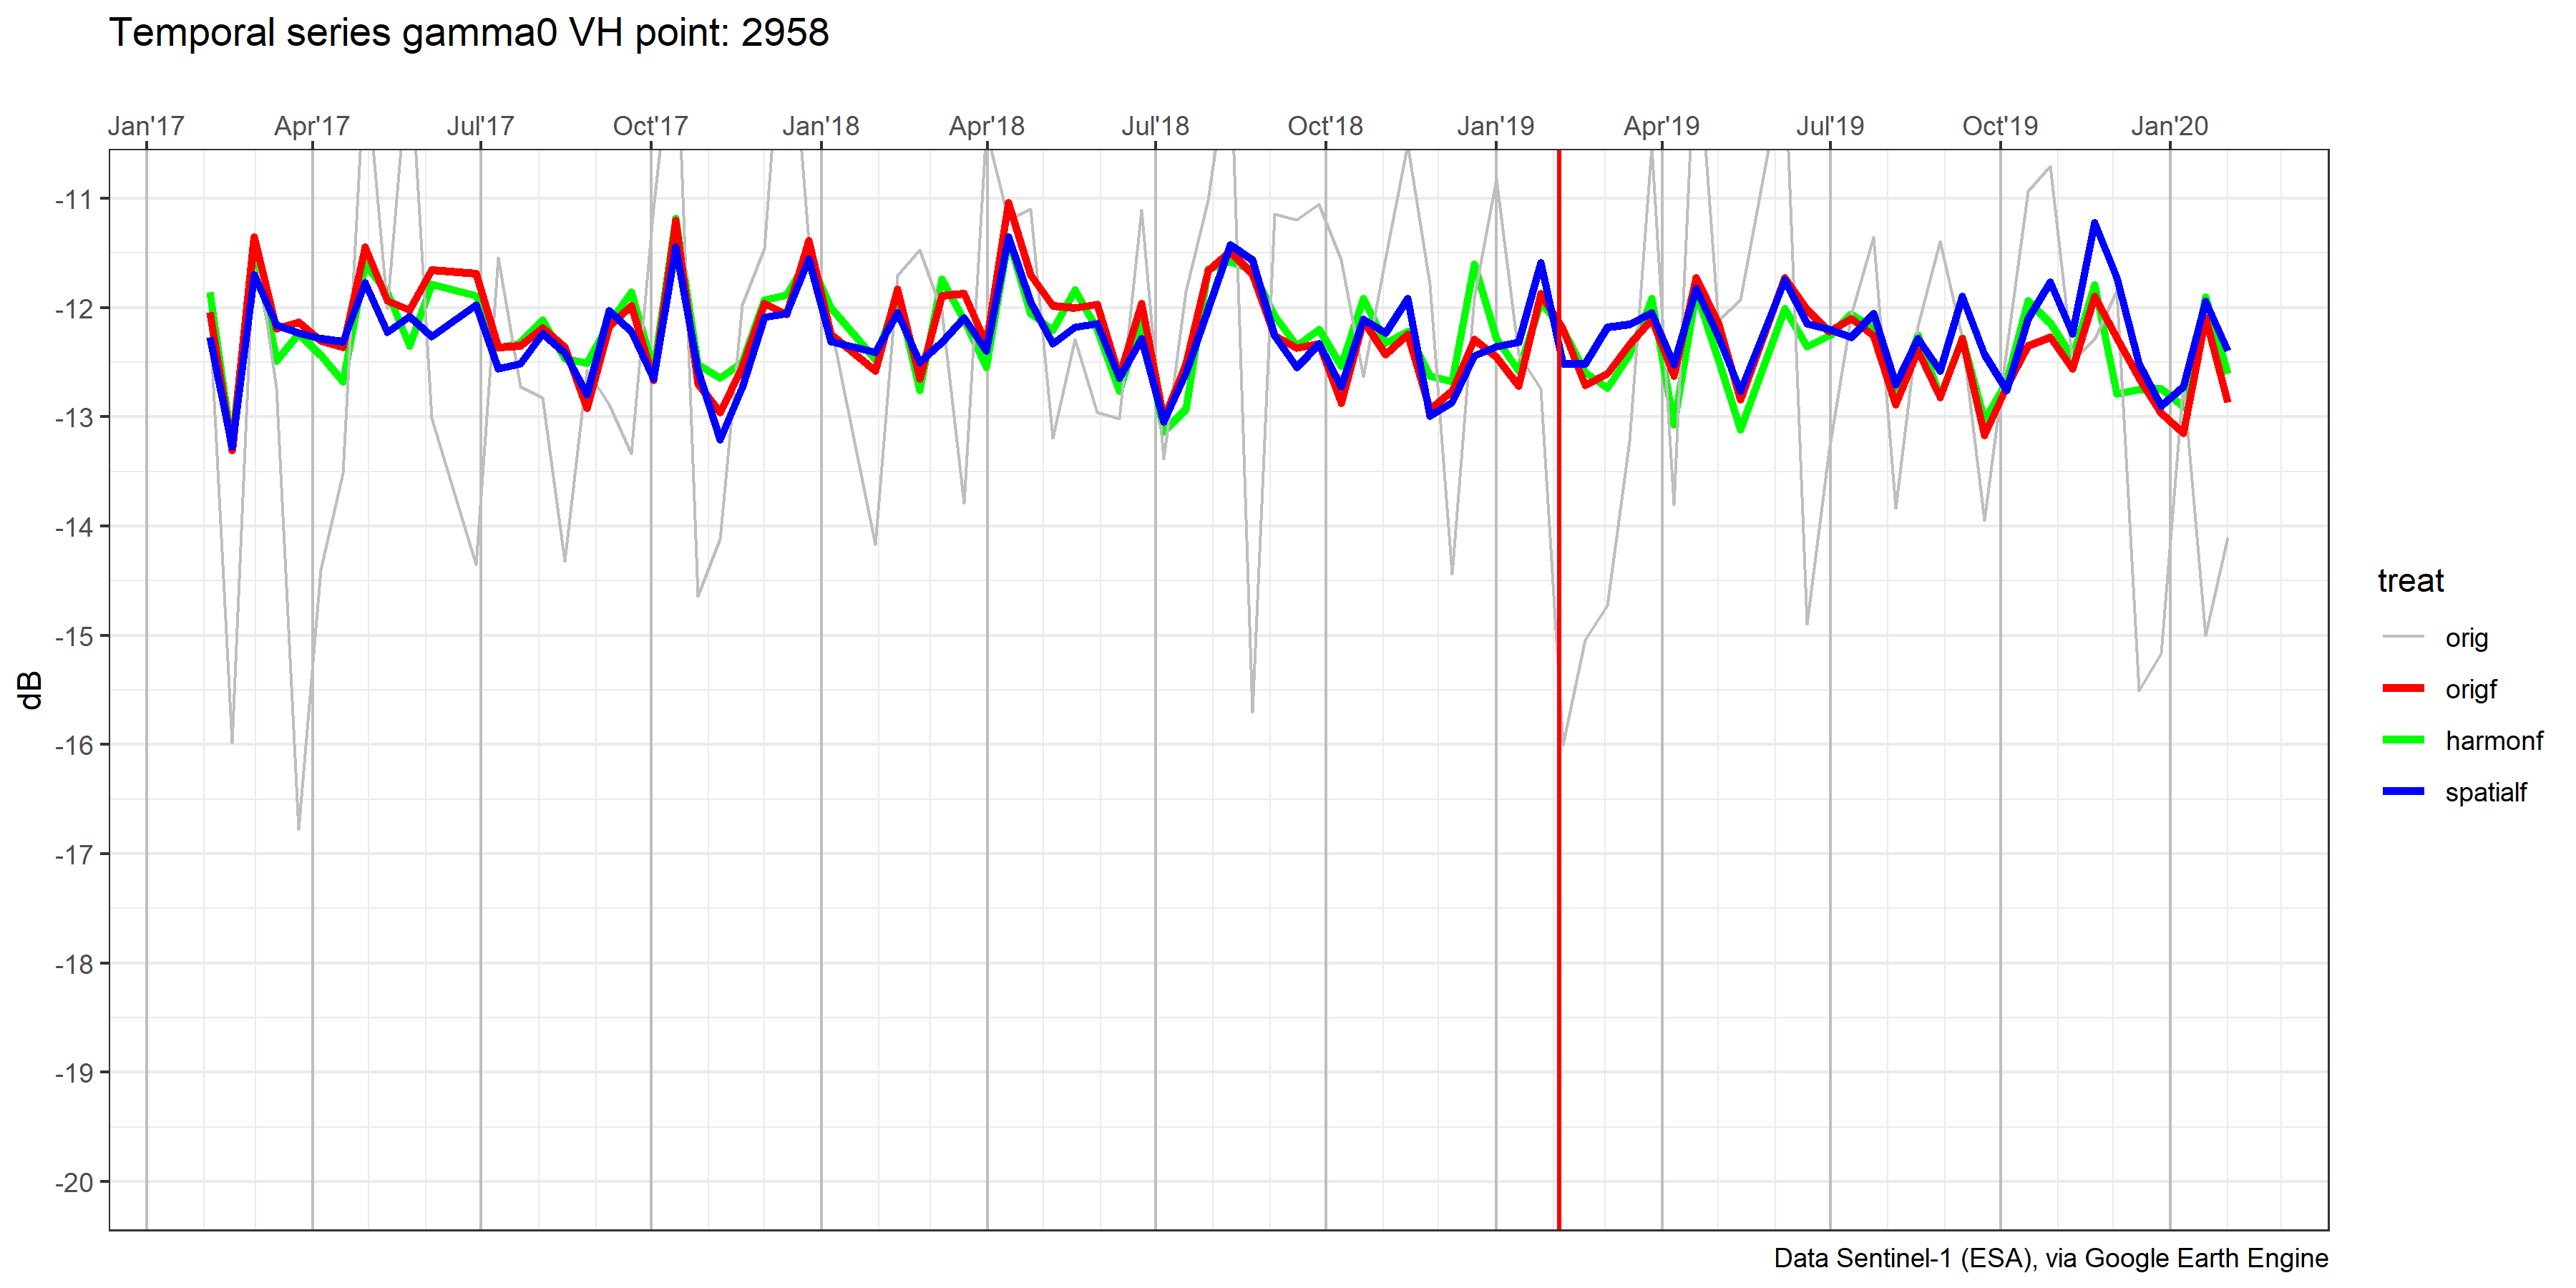 Temporal series gamma0 VH point: 2958
Jan'17 Apr'17 Jul'17 Oct'17 Jan'18 Apr'18 Jul'18 Oct'18 Jan'19 Apr'19 Jul'19 Oct'19 Jan'20
-11
-12
-13
-14
-15
-16
-17
-18
-19
-20
dB
treat
orig
origf
harmonf
spatialf
Data Sentinel-1 (ESA), via Google Earth Engine